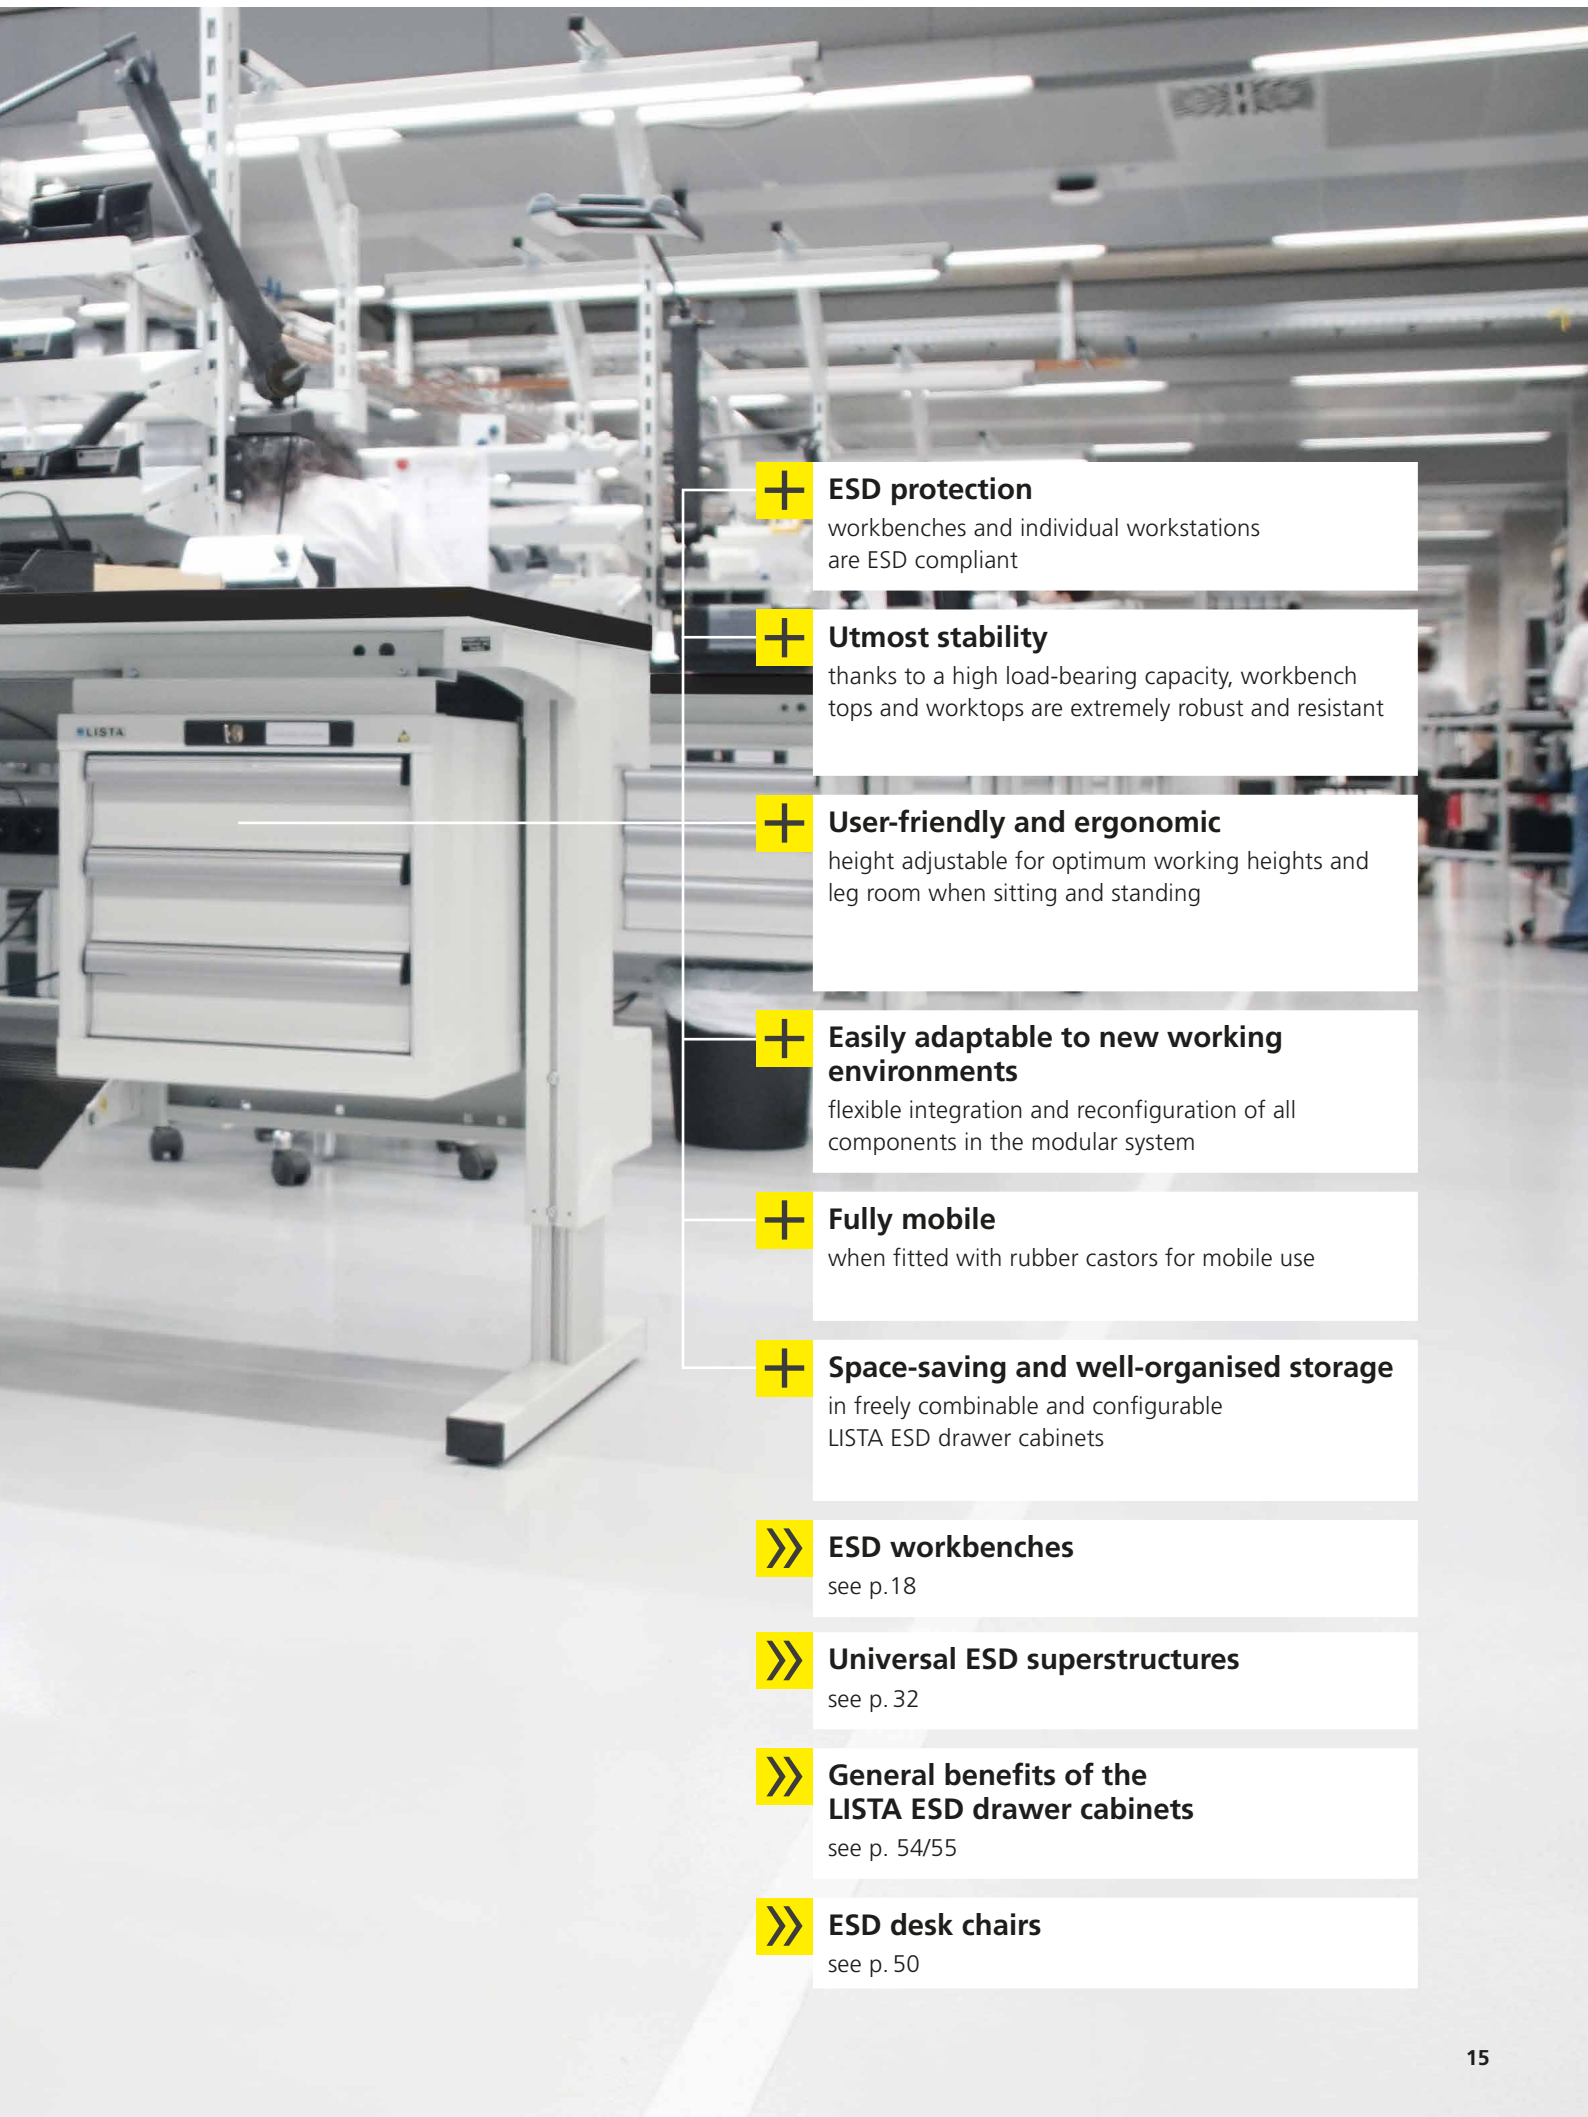 LISTA
ESD protection
workbenches and individual workstations
are ESD compliant
Utmost stability
thanks to a high load-bearing capacity, workbench
tops and worktops are extremely robust and resistant
User-friendly and ergonomic
height adjustable for optimum working heights and
leg room when sitting and standing
Easily adaptable to new working
environments
flexible integration and reconfiguration of all
components in the modular system
Fully mobile
when fitted with rubber castors for mobile use
Space-saving and well-organised storage
in freely combinable and configurable
LISTA ESD drawer cabinets
ESD workbenches
see p.18
Universal ESD superstructures
see p. 32
General benefits of the
LISTA ESD drawer cabinets
see p. 54/55
ESD desk chairs
see p. 50
15